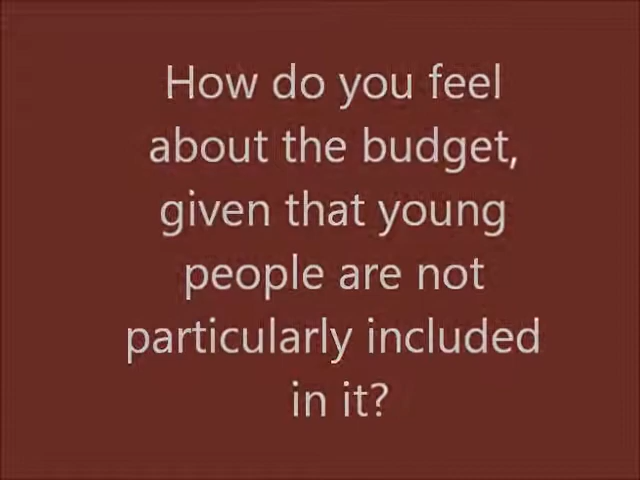 How do you feel
about the budget,
given that young
people are not
particularly included
in it?